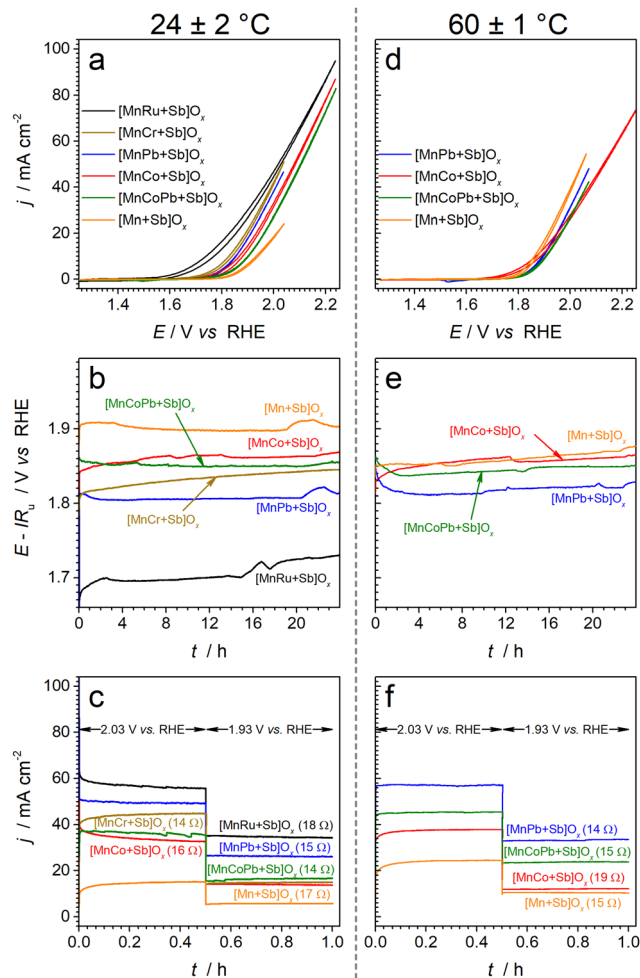 24 ± 2 °C
60 ± 1 °C
a
100
80
60
40
20
0
j / mA cm⁻²
[MnRu+Sb]Oₓ
[MnCr+Sb]Oₓ
[MnPb+Sb]Oₓ
[MnCo+Sb]Oₓ
[MnCoPb+Sb]Oₓ
[Mn+Sb]Oₓ
1.4 1.6 1.8 2.0 2.2
E / V vs RHE
d
[MnPb+Sb]Oₓ
[MnCo+Sb]Oₓ
[MnCoPb+Sb]Oₓ
[Mn+Sb]Oₓ
1.4 1.6 1.8 2.0 2.2
E / V vs RHE
b
1.9
1.8
1.7
E - IRᵤ / V vs RHE
[MnCoPb+Sb]Oₓ
[Mn+Sb]Oₓ
[MnCo+Sb]Oₓ
[MnCr+Sb]Oₓ
[MnPb+Sb]Oₓ
[MnRu+Sb]Oₓ
0 4 8 12 16 20
t / h
e
[MnCo+Sb]Oₓ
[Mn+Sb]Oₓ
[MnCoPb+Sb]Oₓ
[MnPb+Sb]Oₓ
0 4 8 12 16 20
t / h
c
100
80
60
40
20
0
j / mA cm⁻²
2.03 V vs. RHE
1.93 V vs. RHE
[MnCr+Sb]Oₓ (14 Ω)
[MnCo+Sb]Oₓ (16 Ω)
[MnRu+Sb]Oₓ (18 Ω)
[MnPb+Sb]Oₓ (15 Ω)
[MnCoPb+Sb]Oₓ (14 Ω)
[Mn+Sb]Oₓ (17 Ω)
0.0 0.2 0.4 0.6 0.8 1.0
t / h
f
2.03 V vs. RHE
1.93 V vs. RHE
[MnPb+Sb]Oₓ (14 Ω)
[MnCoPb+Sb]Oₓ (15 Ω)
[MnCo+Sb]Oₓ (19 Ω)
[Mn+Sb]Oₓ (15 Ω)
0.0 0.2 0.4 0.6 0.8 1.0
t / h